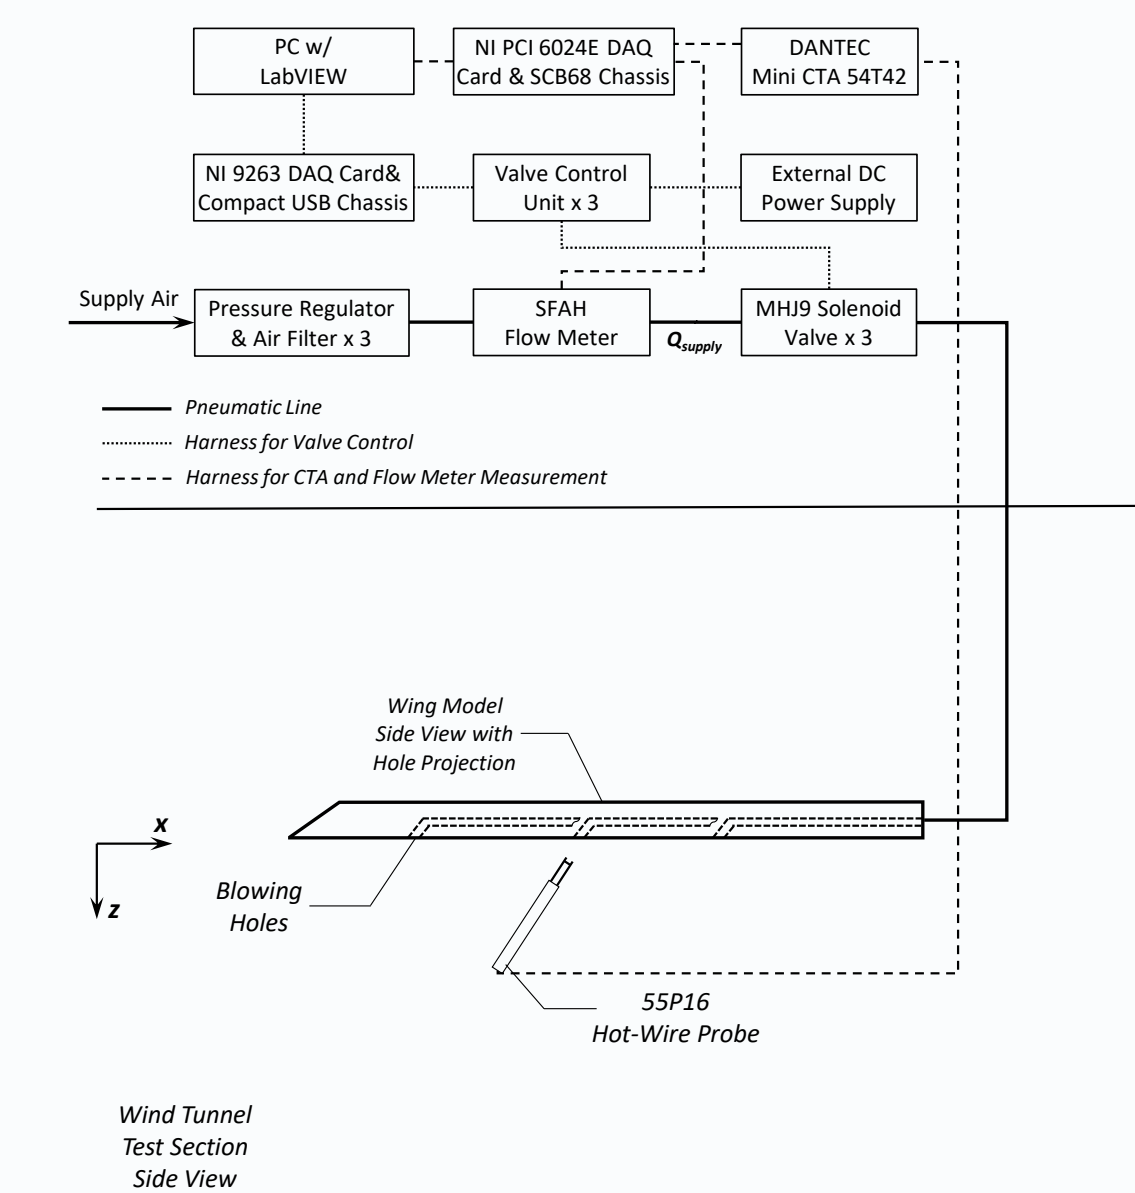 PC w/
LabVIEW
NI PCI 6024E DAQ
Card & SCB68 Chassis
DANTEC
Mini CTA 54T42
NI 9263 DAQ Card&
Compact USB Chassis
Valve Control
Unit x 3
External DC
Power Supply
Supply Air
Pressure Regulator
& Air Filter x 3
SFAH
Flow Meter
Qsupply
MHJ9 Solenoid
Valve x 3
Pneumatic Line
Harness for Valve Control
Harness for CTA and Flow Meter Measurement
Wing Model
Side View with
Hole Projection
x
z
Blowing
Holes
55P16
Hot-Wire Probe
Wind Tunnel
Test Section
Side View